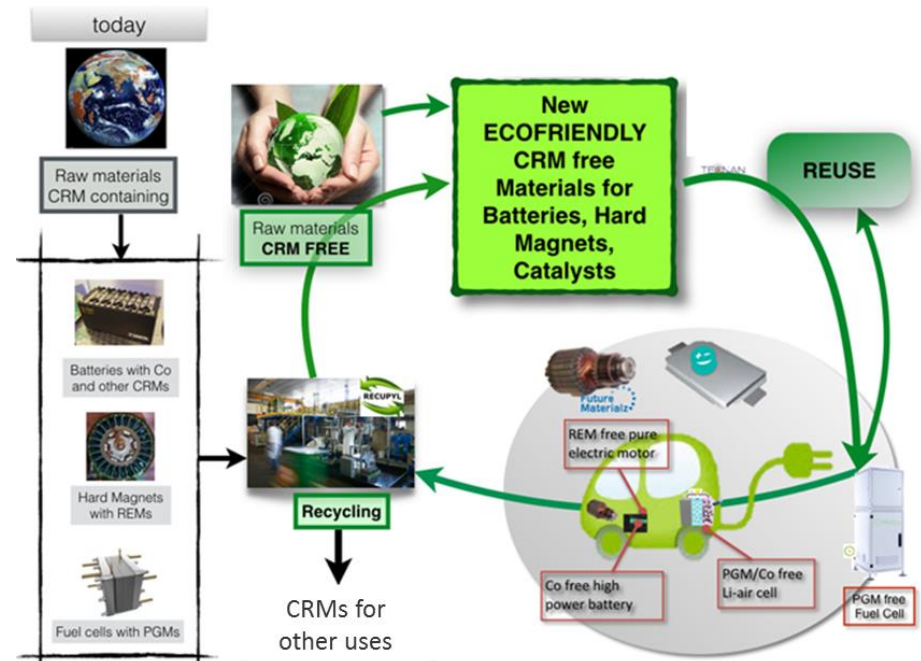 today
Raw materials
CRM containing
Batteries with Co
and other CRMs
Hard Magnets
with REMs
Fuel cells with PGMs
Raw materials
CRM FREE
New
ECOFRIENDLY
CRM free
Materials for
Batteries, Hard
Magnets,
Catalysts
REUSE
RECUPYL
Recycling
CRMs for
other uses
Future
Materialz
REM free pure
electric motor
Co free high
power battery
PGM/Co free
Li-air cell
PGM free
Fuel Cell